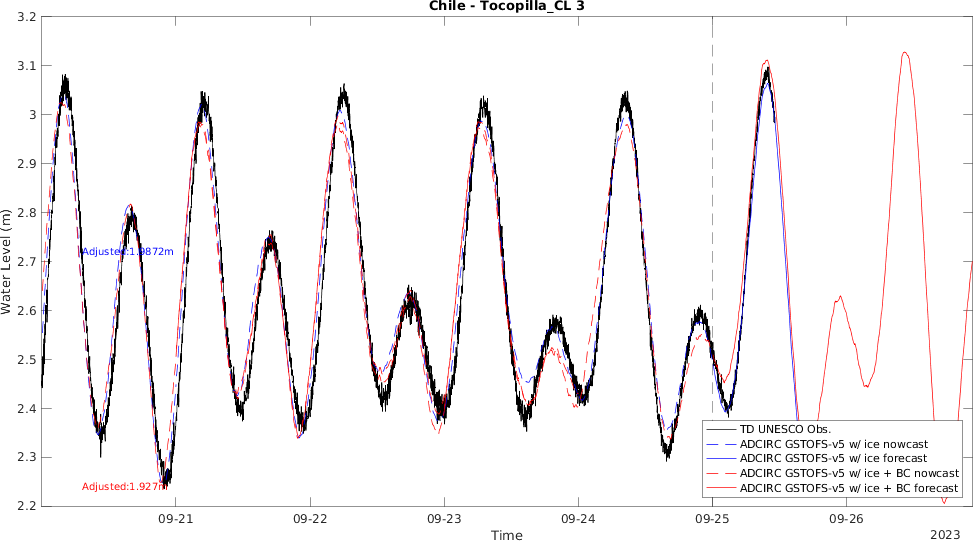 Chile - Tocopilla_CL 3
3.2
3.1
3
2.9
2.8
2.7
2.6
2.5
2.4
2.3
2.2
Water Level (m)
Adjusted:1.9872m
Adjusted:1.927m
TD UNESCO Obs.
ADCIRC GSTOFS-v5 w/ ice nowcast
ADCIRC GSTOFS-v5 w/ ice forecast
ADCIRC GSTOFS-v5 w/ ice + BC nowcast
ADCIRC GSTOFS-v5 w/ ice + BC forecast
09-21
09-22
09-23
09-24
09-25
09-26
Time
2023